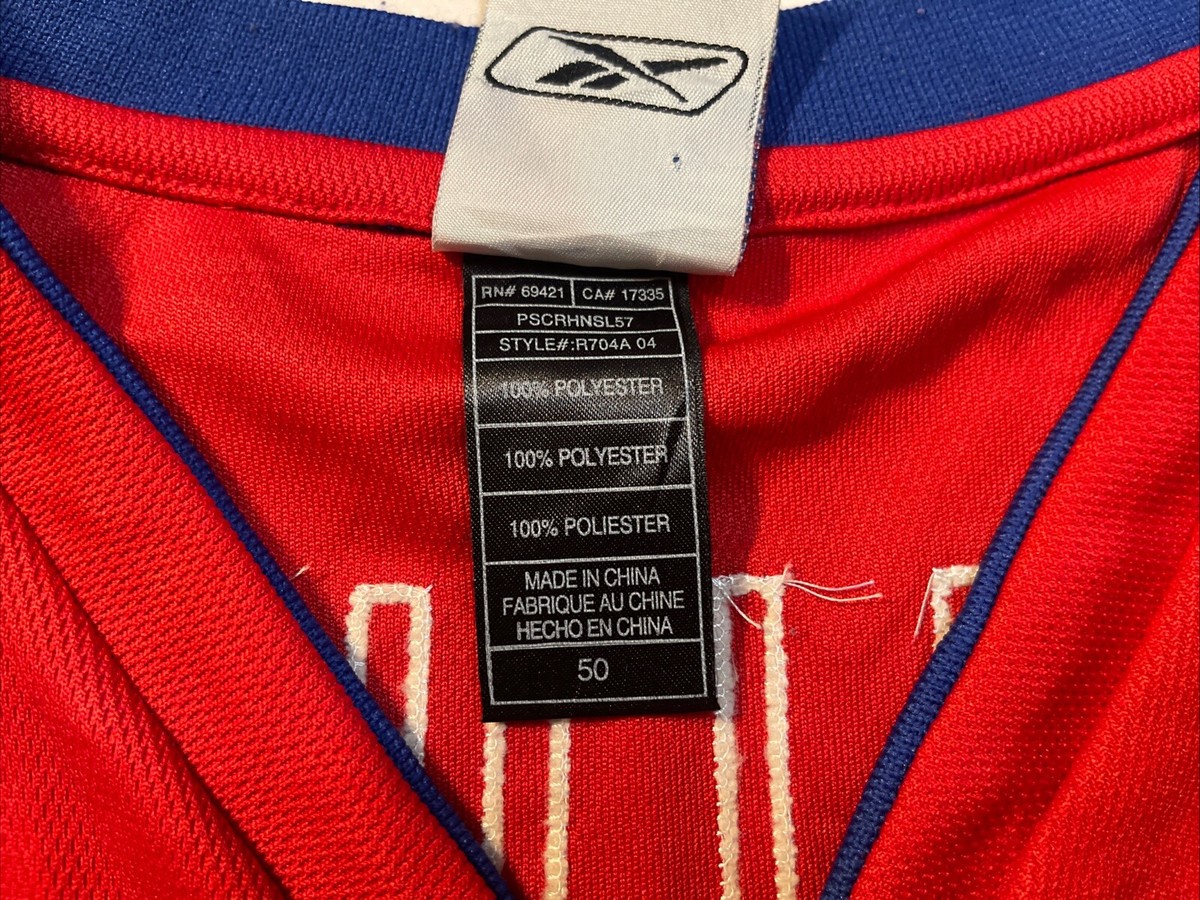 RN# 69421 CA# 17335
PSCRHNSL57
STYLE#:R704A 04
100% POLYESTER
100% POLYESTER
100% POLIESTER
MADE IN CHINA
FABRIQUE AU CHINE
HECHO EN CHINA
50